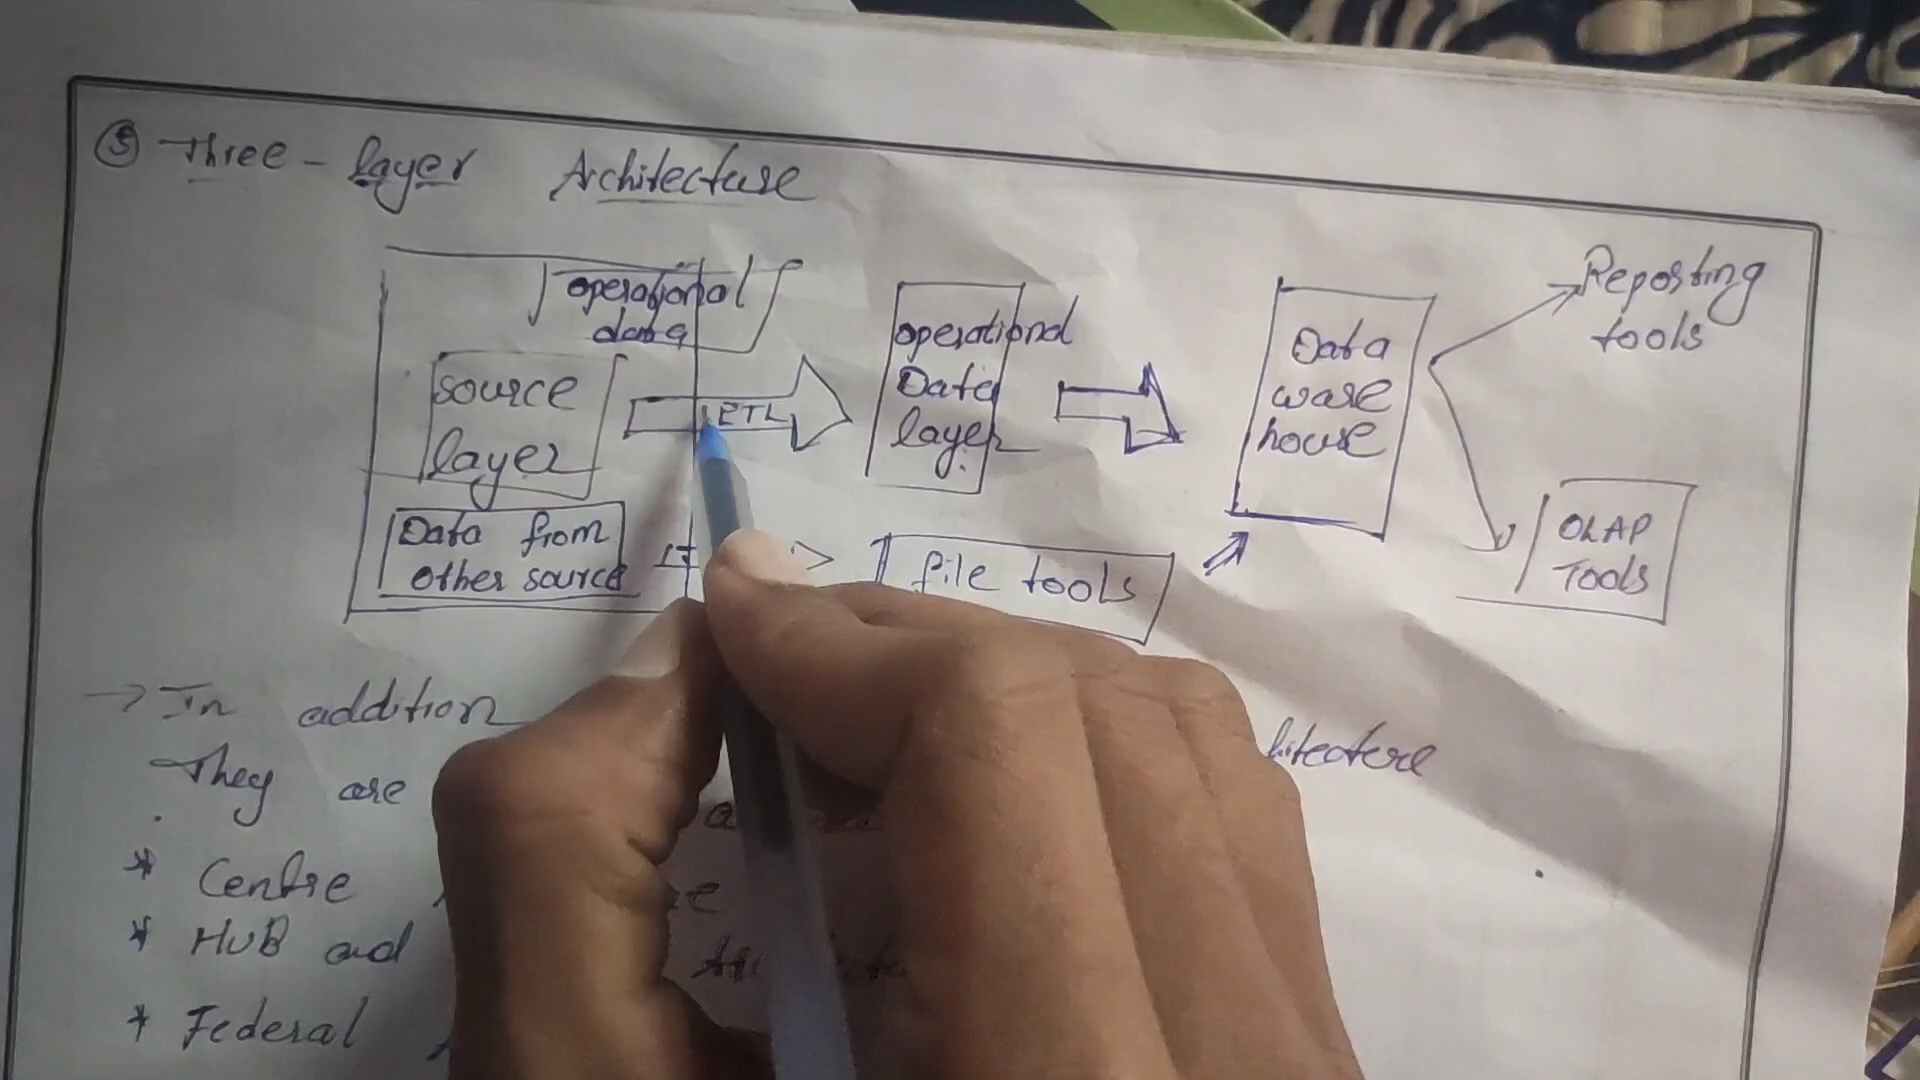 ③ Three - layer Architecture
operational
data
source
layer
Data from
other source
ETL
operational
Data
layer
file tools
Data
ware
house
Reporting
tools
OLAP
Tools
→ In addition
They are
* Centre
* HUB and
* Federal